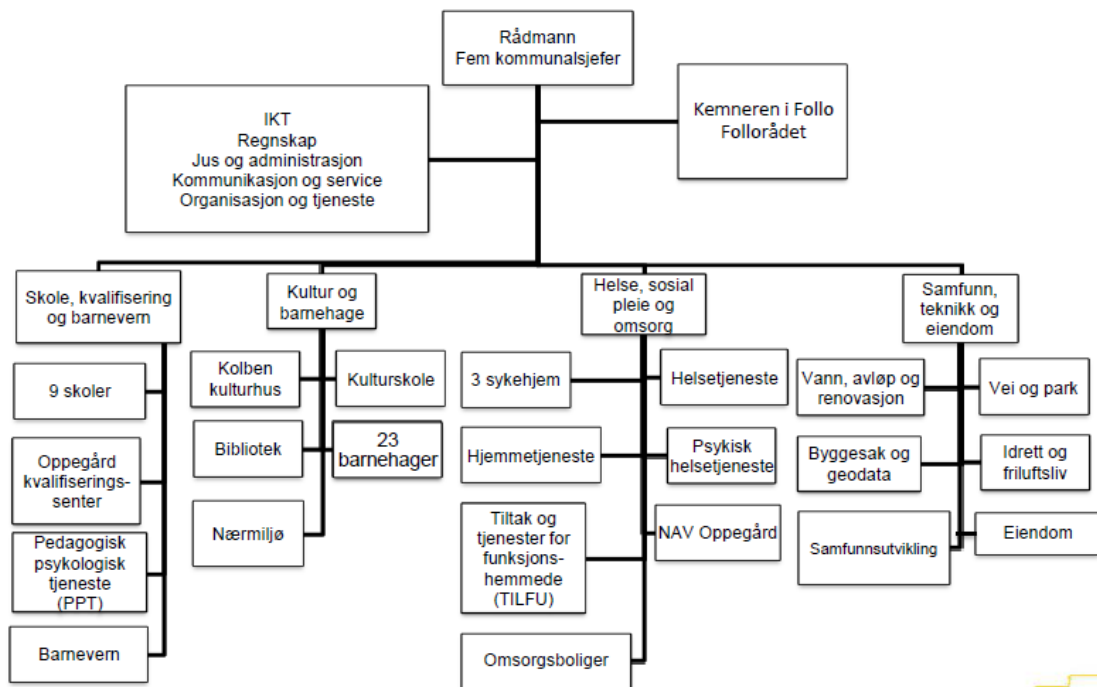 Rådmann
Fem kommunalsjefer
IKT
Regnskap
Jus og administrasjon
Kommunikasjon og service
Organisasjon og tjeneste
Kemneren i Follo
Follorådet
Skole, kvalifisering
og barnevern
9 skoler
Oppegård
kvalifiserings-
senter
Pedagogisk
psykologisk
tjeneste
(PPT)
Barnevern
Kultur og
barnehage
Kolben
kulturhus
Kulturskole
Bibliotek
23
barnehager
Nærmiljø
Helse, sosial
pleie og
omsorg
3 sykehjem
Helsetjeneste
Hjemmetjeneste
Psykisk
helsetjeneste
Tiltak og
tjenester for
funksjons-
hemmede
(TILFU)
NAV Oppegård
Omsorgsboliger
Samfunn,
teknikk og
eiendom
Vann, avløp og
renovasjon
Vei og park
Byggesak og
geodata
Idrett og
friluftsliv
Samfunnsutvikling
Eiendom